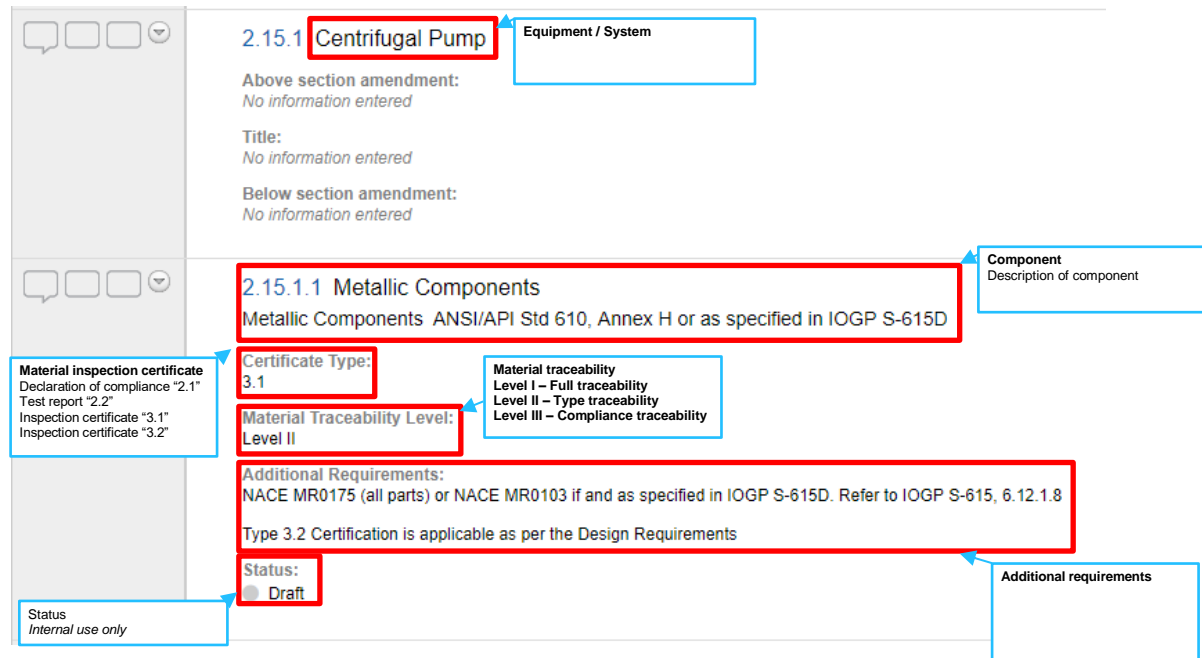 2.15.1 Centrifugal Pump
Equipment / System
Above section amendment:
No information entered
Title:
No information entered
Below section amendment:
No information entered
Component
Description of component
2.15.1.1 Metallic Components
Metallic Components ANSI/API Std 610, Annex H or as specified in IOGP S-615D
Material inspection certificate
Declaration of compliance “2.1”
Test report “2.2”
Inspection certificate “3.1”
Inspection certificate “3.2”
Certificate Type:
3.1
Material traceability
Level I – Full traceability
Level II – Type traceability
Level III – Compliance traceability
Material Traceability Level:
Level II
Additional Requirements:
NACE MR0175 (all parts) or NACE MR0103 if and as specified in IOGP S-615D. Refer to IOGP S-615, 6.12.1.8
Type 3.2 Certification is applicable as per the Design Requirements
Status:
Draft
Additional requirements
Status
Internal use only